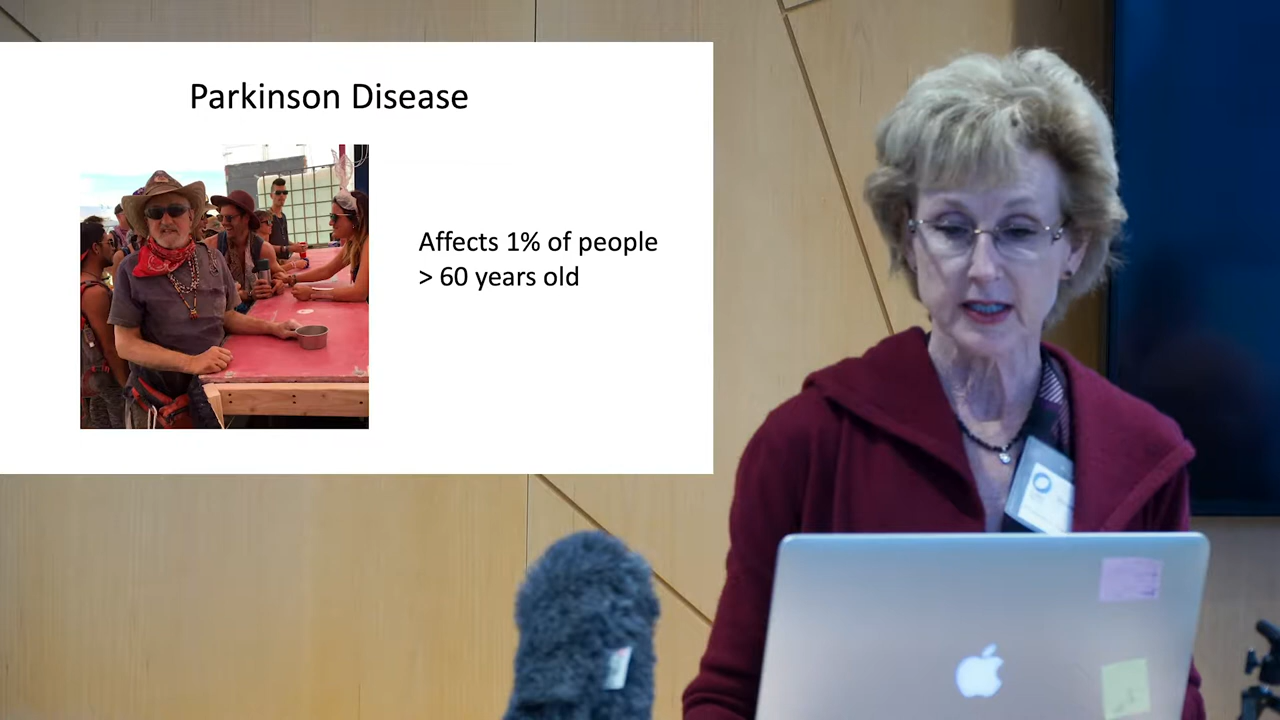 Parkinson Disease
Affects 1% of people
> 60 years old